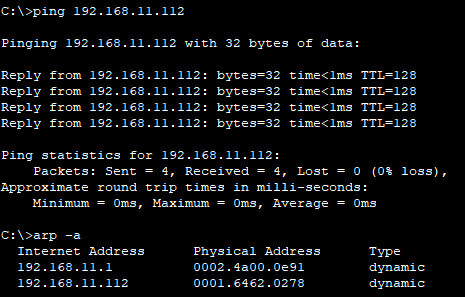 C:\>ping 192.168.11.112
Pinging 192.168.11.112 with 32 bytes of data:
Reply from 192.168.11.112: bytes=32 time<1ms TTL=128
Reply from 192.168.11.112: bytes=32 time<1ms TTL=128
Reply from 192.168.11.112: bytes=32 time<1ms TTL=128
Reply from 192.168.11.112: bytes=32 time<1ms TTL=128
Ping statistics for 192.168.11.112:
Packets: Sent = 4, Received = 4, Lost = 0 (0% loss),
Approximate round trip times in milli-seconds:
Minimum = 0ms, Maximum = 0ms, Average = 0ms
C:\>arp -a
Internet Address Physical Address Type
192.168.11.1 0002.4a00.0e91 dynamic
192.168.11.112 0001.6462.0278 dynamic